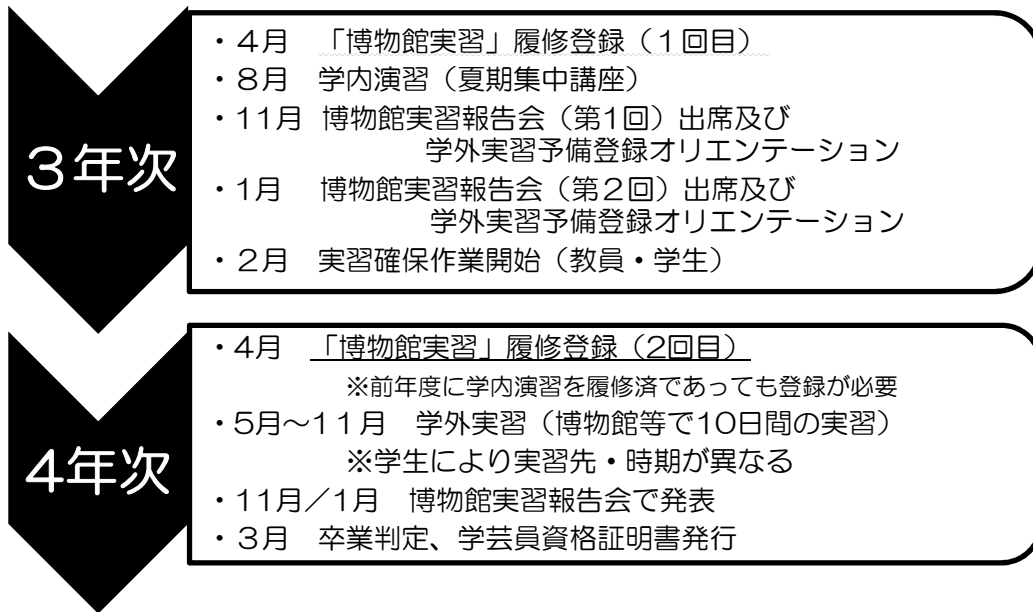 3年次
・4月　「博物館実習」履修登録（1回目）
・8月　学内演習（夏期集中講座）
・11月 博物館実習報告会（第1回）出席及び
学外実習予備登録オリエンテーション
・1月　博物館実習報告会（第2回）出席及び
学外実習予備登録オリエンテーション
・2月　実習確保作業開始（教員・学生）
4年次
・4月　「博物館実習」履修登録（2回目）
※前年度に学内演習を履修済であっても登録が必要
・5月～11月　学外実習（博物館等で10日間の実習）
※学生により実習先・時期が異なる
・11月／1月　博物館実習報告会で発表
・3月　卒業判定、学芸員資格証明書発行